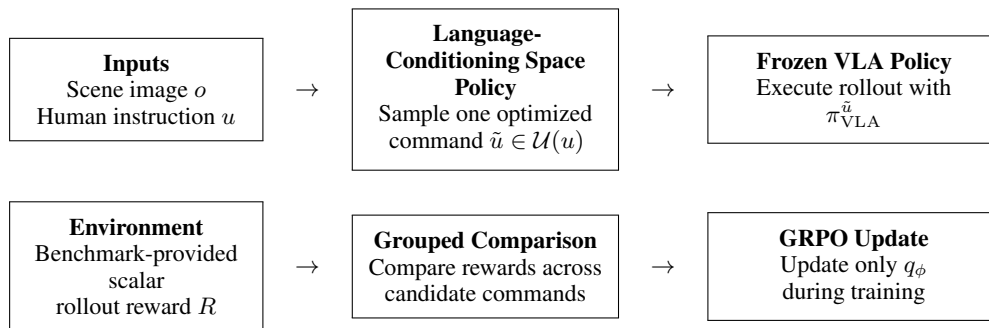 Inputs
Scene image o
Human instruction u
→
Language-
Conditioning Space
Policy
Sample one optimized
command ũ ∈ 𝒰(u)
→
Frozen VLA Policy
Execute rollout with
π_VLA^ũ
Environment
Benchmark-provided
scalar
rollout reward R
→
Grouped Comparison
Compare rewards across
candidate commands
→
GRPO Update
Update only q_ϕ
during training